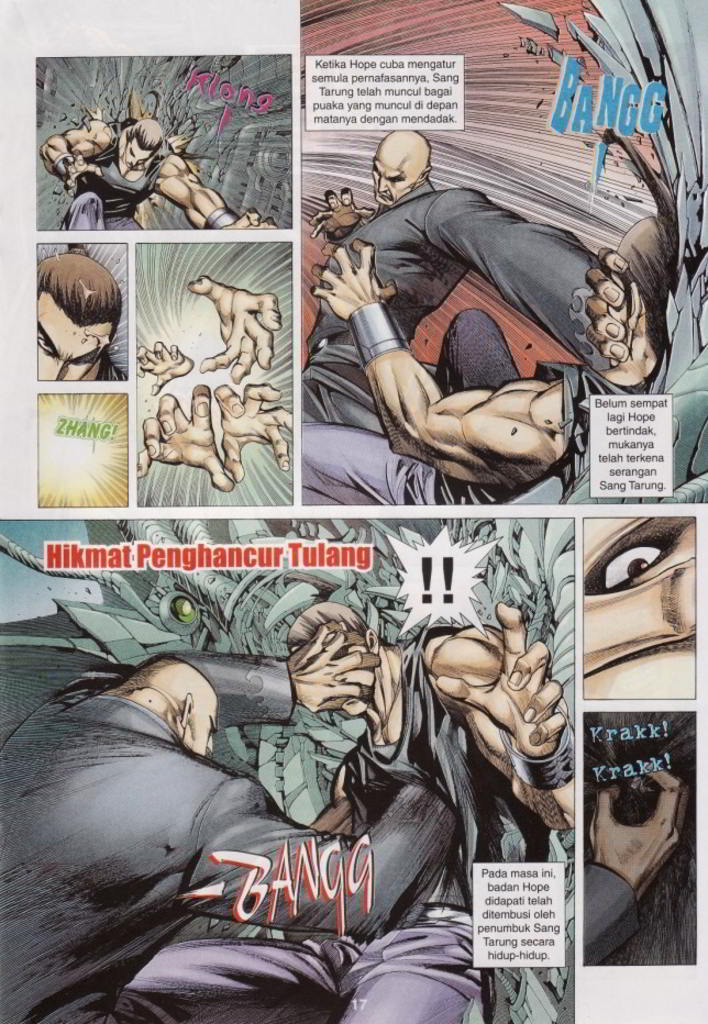 Klang!
Ketika Hope cuba mengatur
semula pernafasannya, Sang
Tarung telah muncul bagai
puaka yang muncul di depan
matanya dengan mendadak.
BANGG!
ZHANG!
Belum sempat
lagi Hope
bertindak,
mukanya
telah terkena
serangan
Sang Tarung.
Hikmat Penghancur Tulang
!!
Krakk!
Krakk!
BANGG
Pada masa ini,
badan Hope
didapati telah
ditembusi oleh
penumbuk Sang
Tarung secara
hidup-hidup.
17